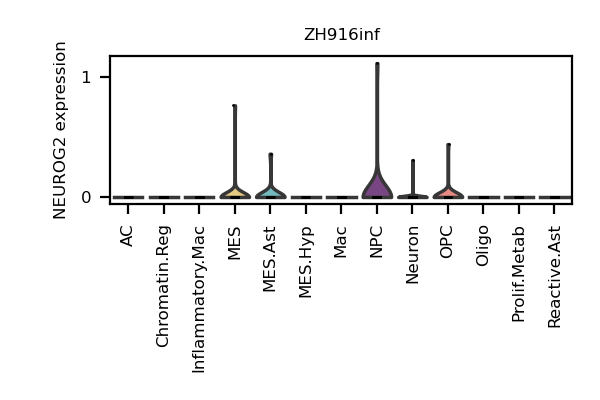 ZH916inf
NEUROG2 expression
1
0
AC
Chromatin.Reg
Inflammatory.Mac
MES
MES.Ast
MES.Hyp
Mac
NPC
Neuron
OPC
Oligo
Prolif.Metab
Reactive.Ast